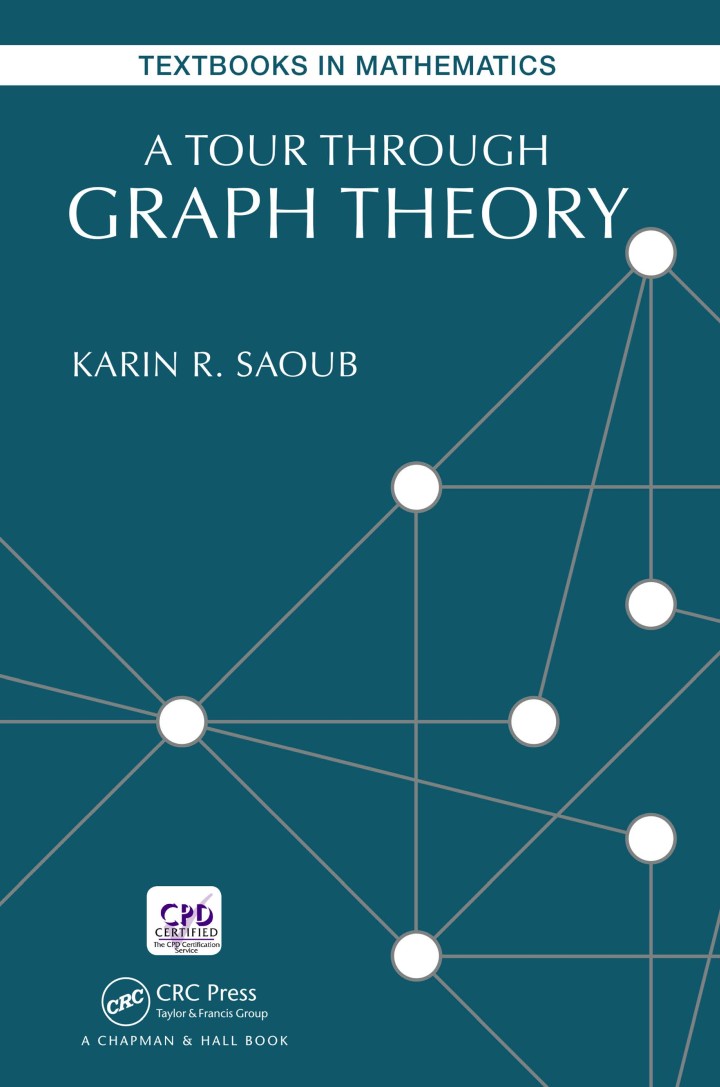 TEXTBOOKS IN MATHEMATICS
A TOUR THROUGH
GRAPH THEORY
KARIN R. SAOUB
CPD
CERTIFIED
The CPD Certification
Service
CRC
CRC Press
Taylor & Francis Group
A CHAPMAN & HALL BOOK